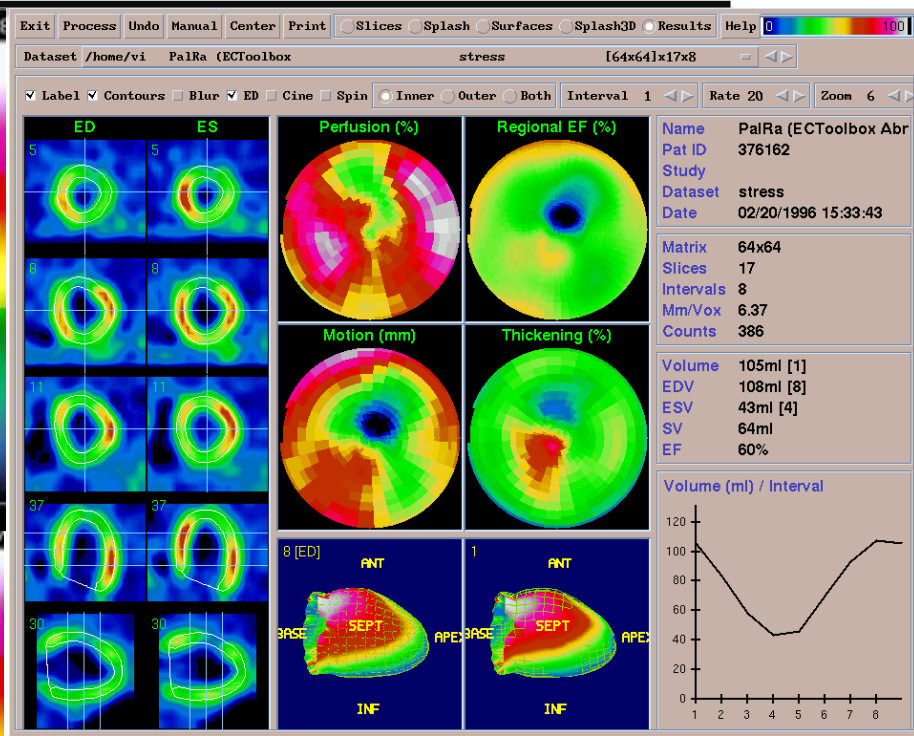 Exit Process Undo Manual Center Print Slices Splash Surfaces Splash3D Results Help 0 100
Dataset /home/vi PalRa (ECToolbox stress [64x64]x17x8
Label Contours Blur ED Cine Spin Inner Outer Both Interval 1 Rate 20 Zoom 6
ED ES
5 5
8 8
11 11
37 37
30 30
Perfusion (%) Regional EF (%)
Motion (mm) Thickening (%)
8 [ED] 1
ANT ANT
BASE SEPT APEX BASE SEPT APEX
INF INF
Name PalRa (ECToolbox Abr
Pat ID 376162
Study
Dataset stress
Date 02/20/1996 15:33:43
Matrix 64x64
Slices 17
Intervals 8
Mm/Vox 6.37
Counts 386
Volume 105ml [1]
EDV 108ml [8]
ESV 43ml [4]
SV 64ml
EF 60%
Volume (ml) / Interval
120
100
80
60
40
20
0
1 2 3 4 5 6 7 8